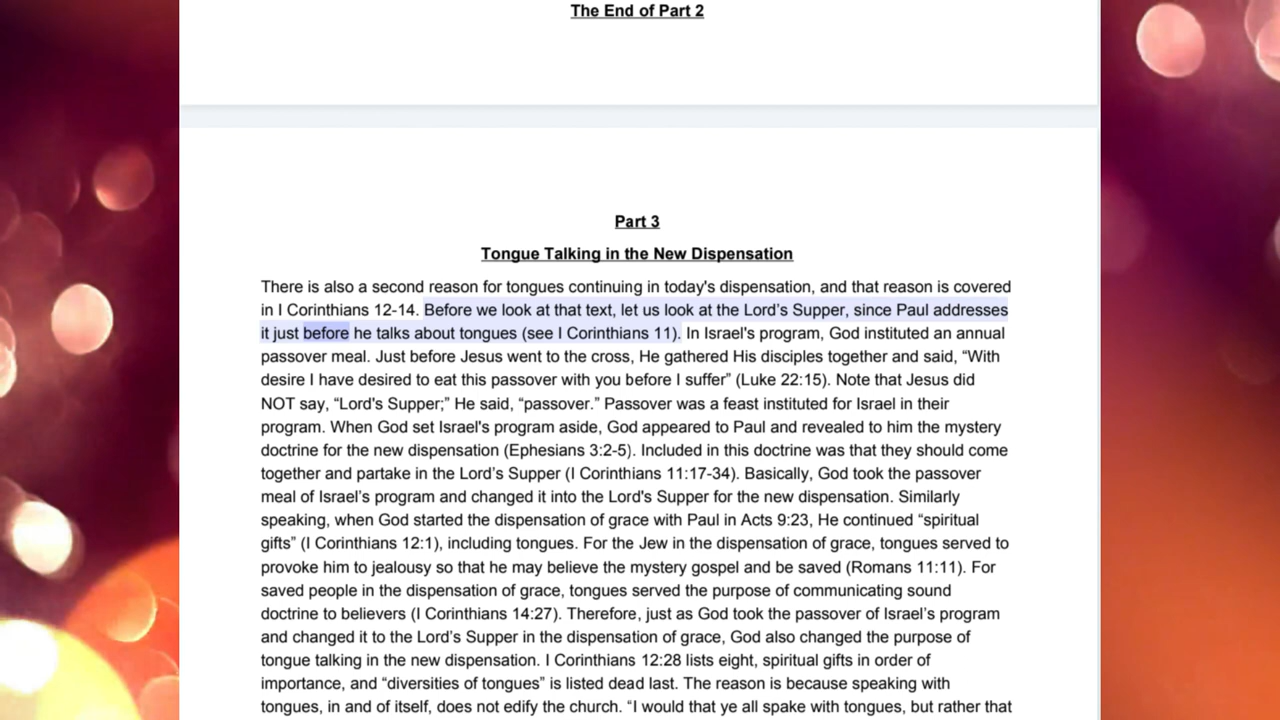 The End of Part 2
Part 3
Tongue Talking in the New Dispensation
There is also a second reason for tongues continuing in today's dispensation, and that reason is covered
in I Corinthians 12-14. Before we look at that text, let us look at the Lord’s Supper, since Paul addresses
it just before he talks about tongues (see I Corinthians 11). In Israel's program, God instituted an annual
passover meal. Just before Jesus went to the cross, He gathered His disciples together and said, “With
desire I have desired to eat this passover with you before I suffer” (Luke 22:15). Note that Jesus did
NOT say, “Lord's Supper;” He said, “passover.” Passover was a feast instituted for Israel in their
program. When God set Israel's program aside, God appeared to Paul and revealed to him the mystery
doctrine for the new dispensation (Ephesians 3:2-5). Included in this doctrine was that they should come
together and partake in the Lord’s Supper (I Corinthians 11:17-34). Basically, God took the passover
meal of Israel’s program and changed it into the Lord's Supper for the new dispensation. Similarly
speaking, when God started the dispensation of grace with Paul in Acts 9:23, He continued “spiritual
gifts” (I Corinthians 12:1), including tongues. For the Jew in the dispensation of grace, tongues served to
provoke him to jealousy so that he may believe the mystery gospel and be saved (Romans 11:11). For
saved people in the dispensation of grace, tongues served the purpose of communicating sound
doctrine to believers (I Corinthians 14:27). Therefore, just as God took the passover of Israel’s program
and changed it to the Lord’s Supper in the dispensation of grace, God also changed the purpose of
tongue talking in the new dispensation. I Corinthians 12:28 lists eight, spiritual gifts in order of
importance, and “diversities of tongues” is listed dead last. The reason is because speaking with
tongues, in and of itself, does not edify the church. “I would that ye all spake with tongues, but rather that